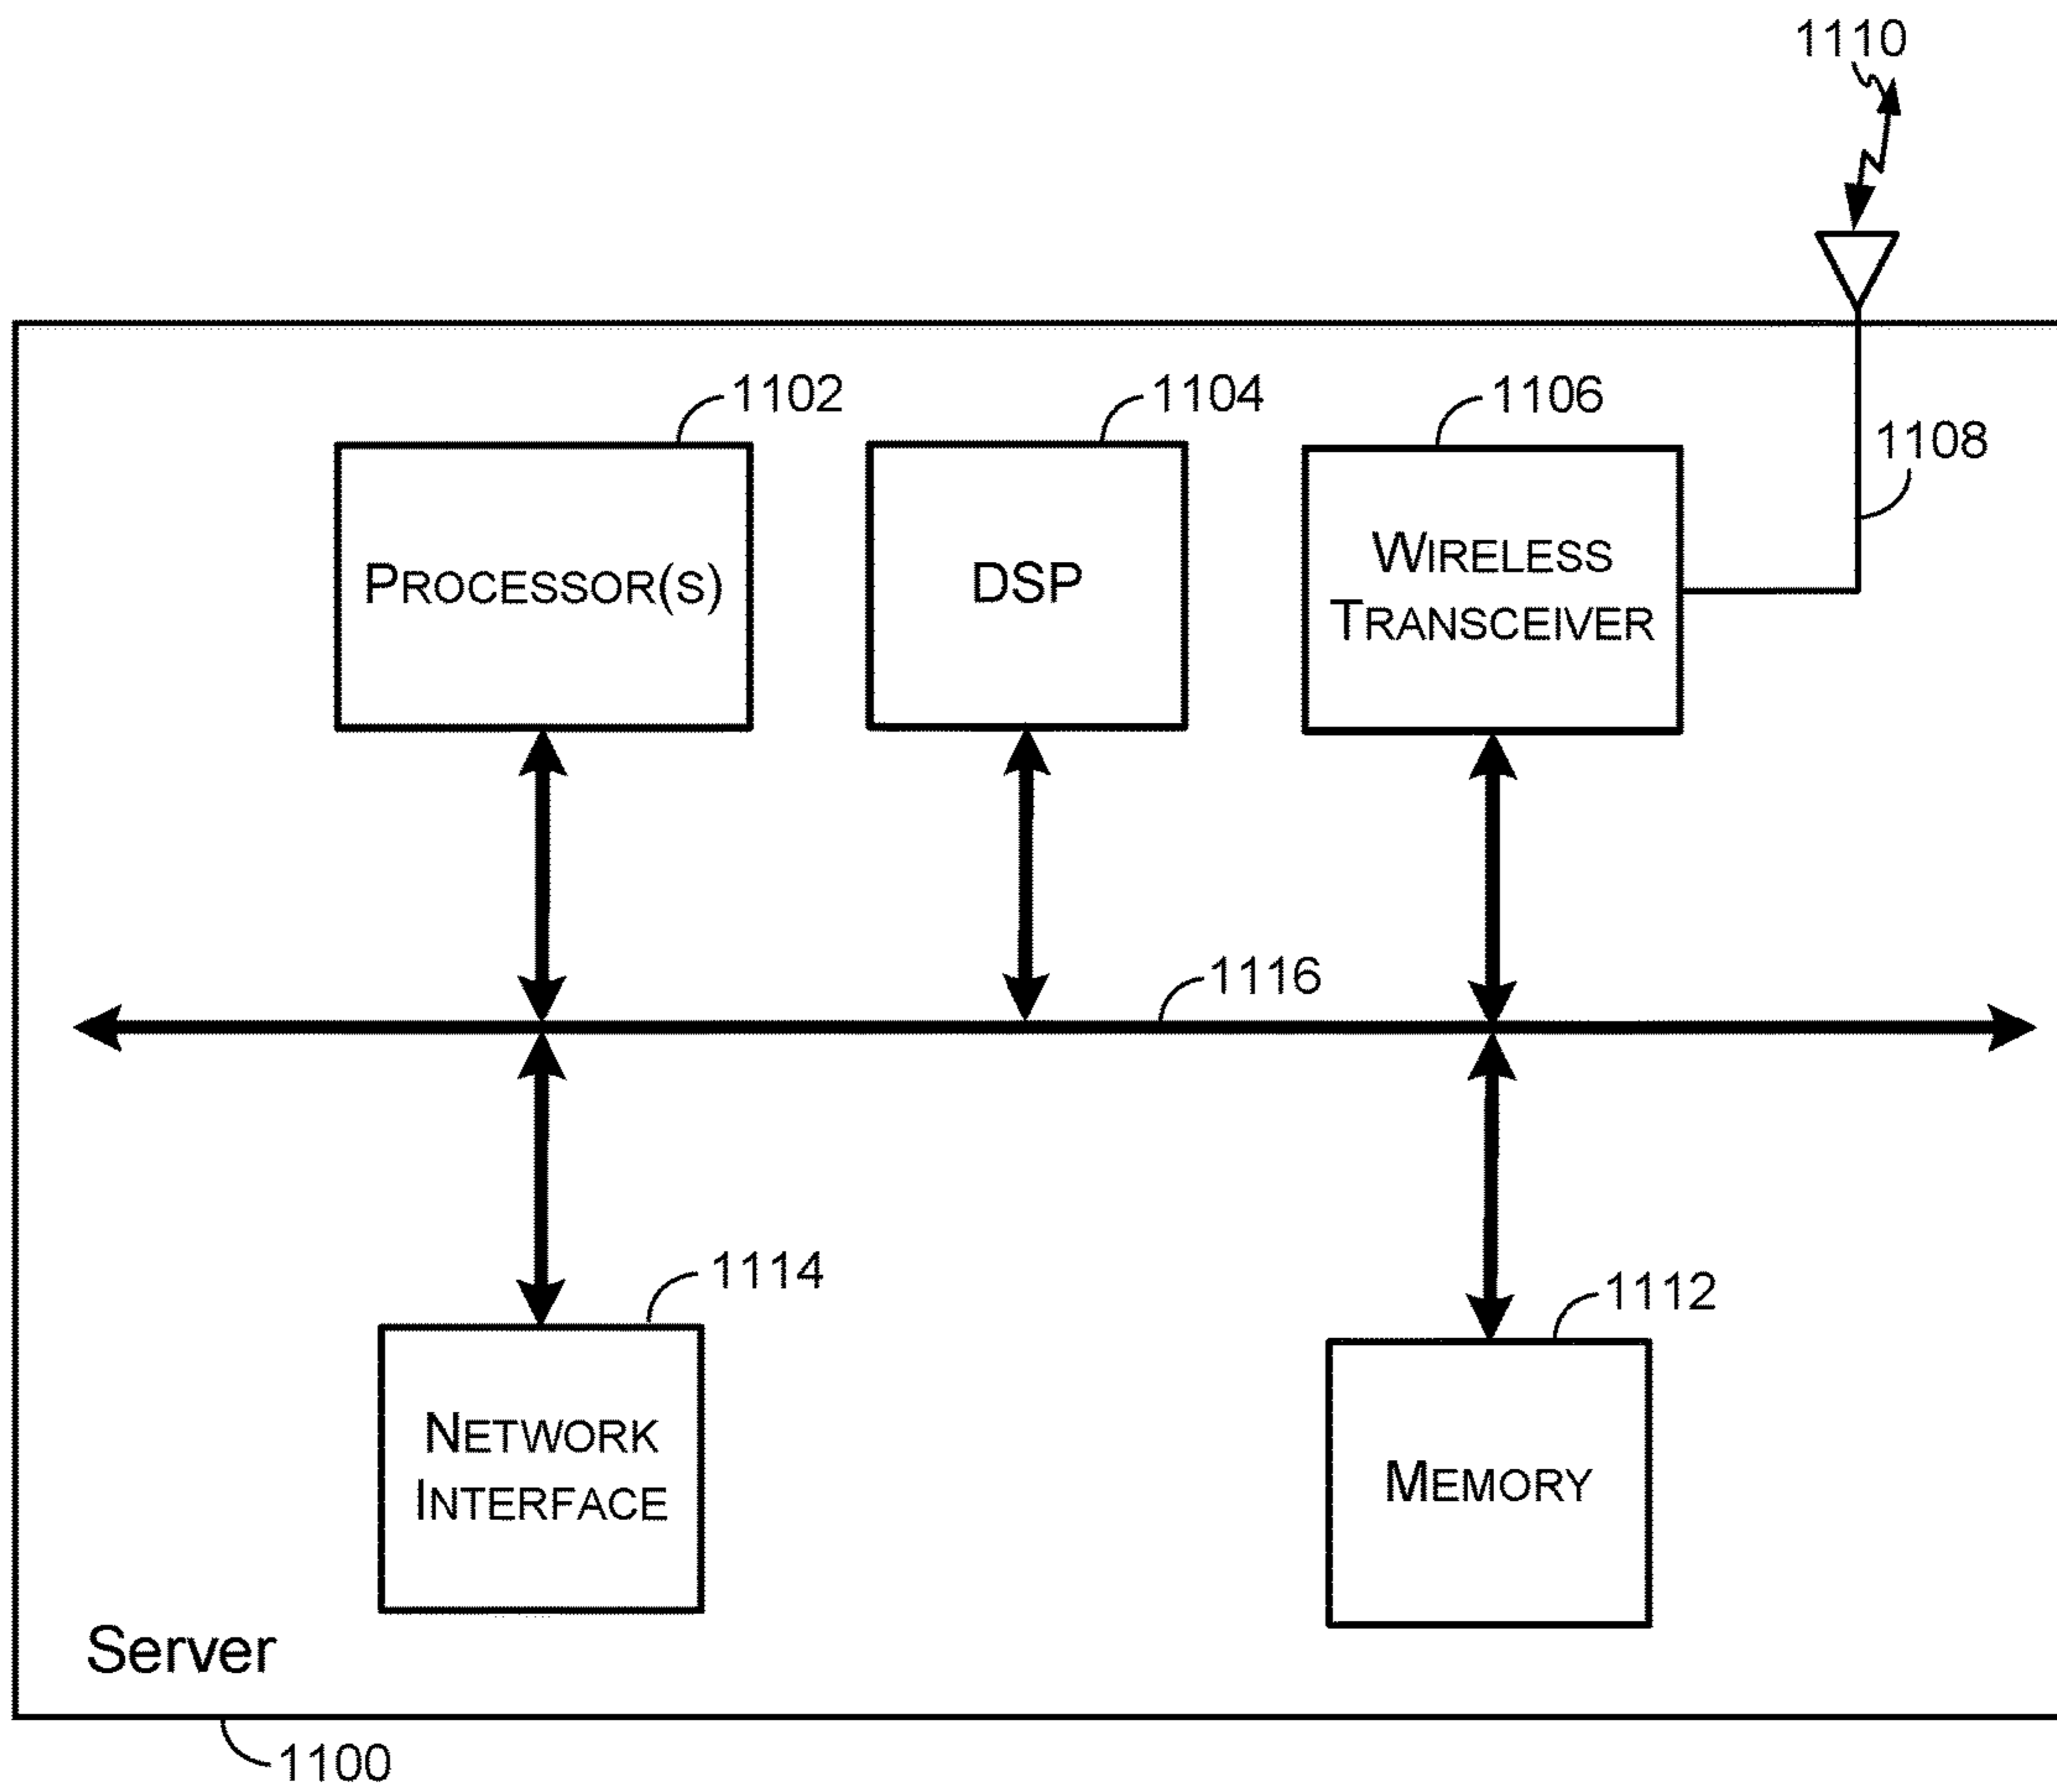 1110
1102
1104
1106
1108
PROCESSOR(S)
DSP
WIRELESS
TRANSCEIVER
1116
1114
1112
NETWORK
INTERFACE
MEMORY
Server
1100